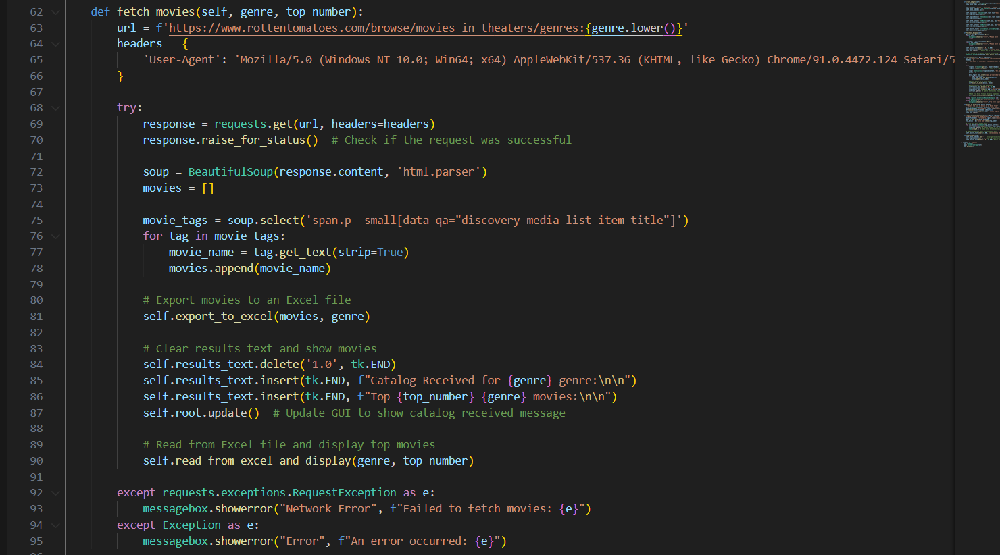 62 def fetch_movies(self, genre, top_number):
63 url = f'https://www.rottentomatoes.com/browse/movies_in_theaters/genres:{genre.lower()}'
64 headers = {
65 'User-Agent': 'Mozilla/5.0 (Windows NT 10.0; Win64; x64) AppleWebKit/537.36 (KHTML, like Gecko) Chrome/91.0.4472.124 Safari/5
66 }
67
68 try:
69 response = requests.get(url, headers=headers)
70 response.raise_for_status()  # Check if the request was successful
71
72 soup = BeautifulSoup(response.content, 'html.parser')
73 movies = []
74
75 movie_tags = soup.select('span.p--small[data-qa="discovery-media-list-item-title"]')
76 for tag in movie_tags:
77 movie_name = tag.get_text(strip=True)
78 movies.append(movie_name)
79
80 # Export movies to an Excel file
81 self.export_to_excel(movies, genre)
82
83 # Clear results text and show movies
84 self.results_text.delete('1.0', tk.END)
85 self.results_text.insert(tk.END, f"Catalog Received for {genre} genre:\n\n")
86 self.results_text.insert(tk.END, f"Top {top_number} {genre} movies:\n\n")
87 self.root.update()  # Update GUI to show catalog received message
88
89 # Read from Excel file and display top movies
90 self.read_from_excel_and_display(genre, top_number)
91
92 except requests.exceptions.RequestException as e:
93 messagebox.showerror("Network Error", f"Failed to fetch movies: {e}")
94 except Exception as e:
95 messagebox.showerror("Error", f"An error occurred: {e}")